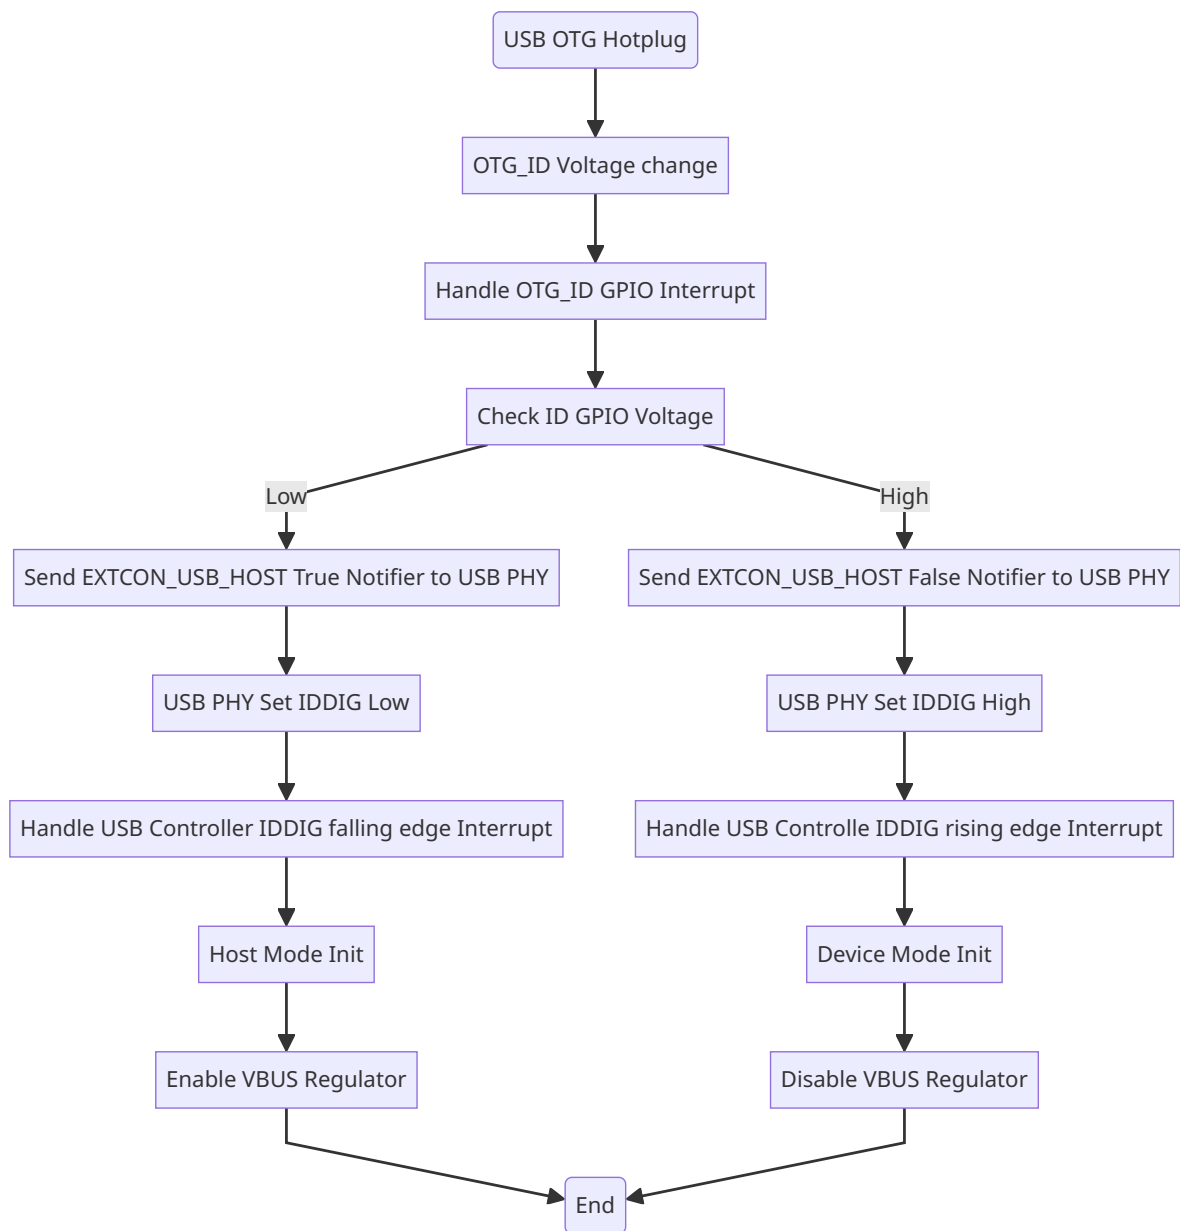 USB OTG Hotplug
OTG_ID Voltage change
Handle OTG_ID GPIO Interrupt
Check ID GPIO Voltage
Low
High
Send EXTCON_USB_HOST True Notifier to USB PHY
Send EXTCON_USB_HOST False Notifier to USB PHY
USB PHY Set IDDIG Low
USB PHY Set IDDIG High
Handle USB Controller IDDIG falling edge Interrupt
Handle USB Controlle IDDIG rising edge Interrupt
Host Mode Init
Device Mode Init
Enable VBUS Regulator
Disable VBUS Regulator
End